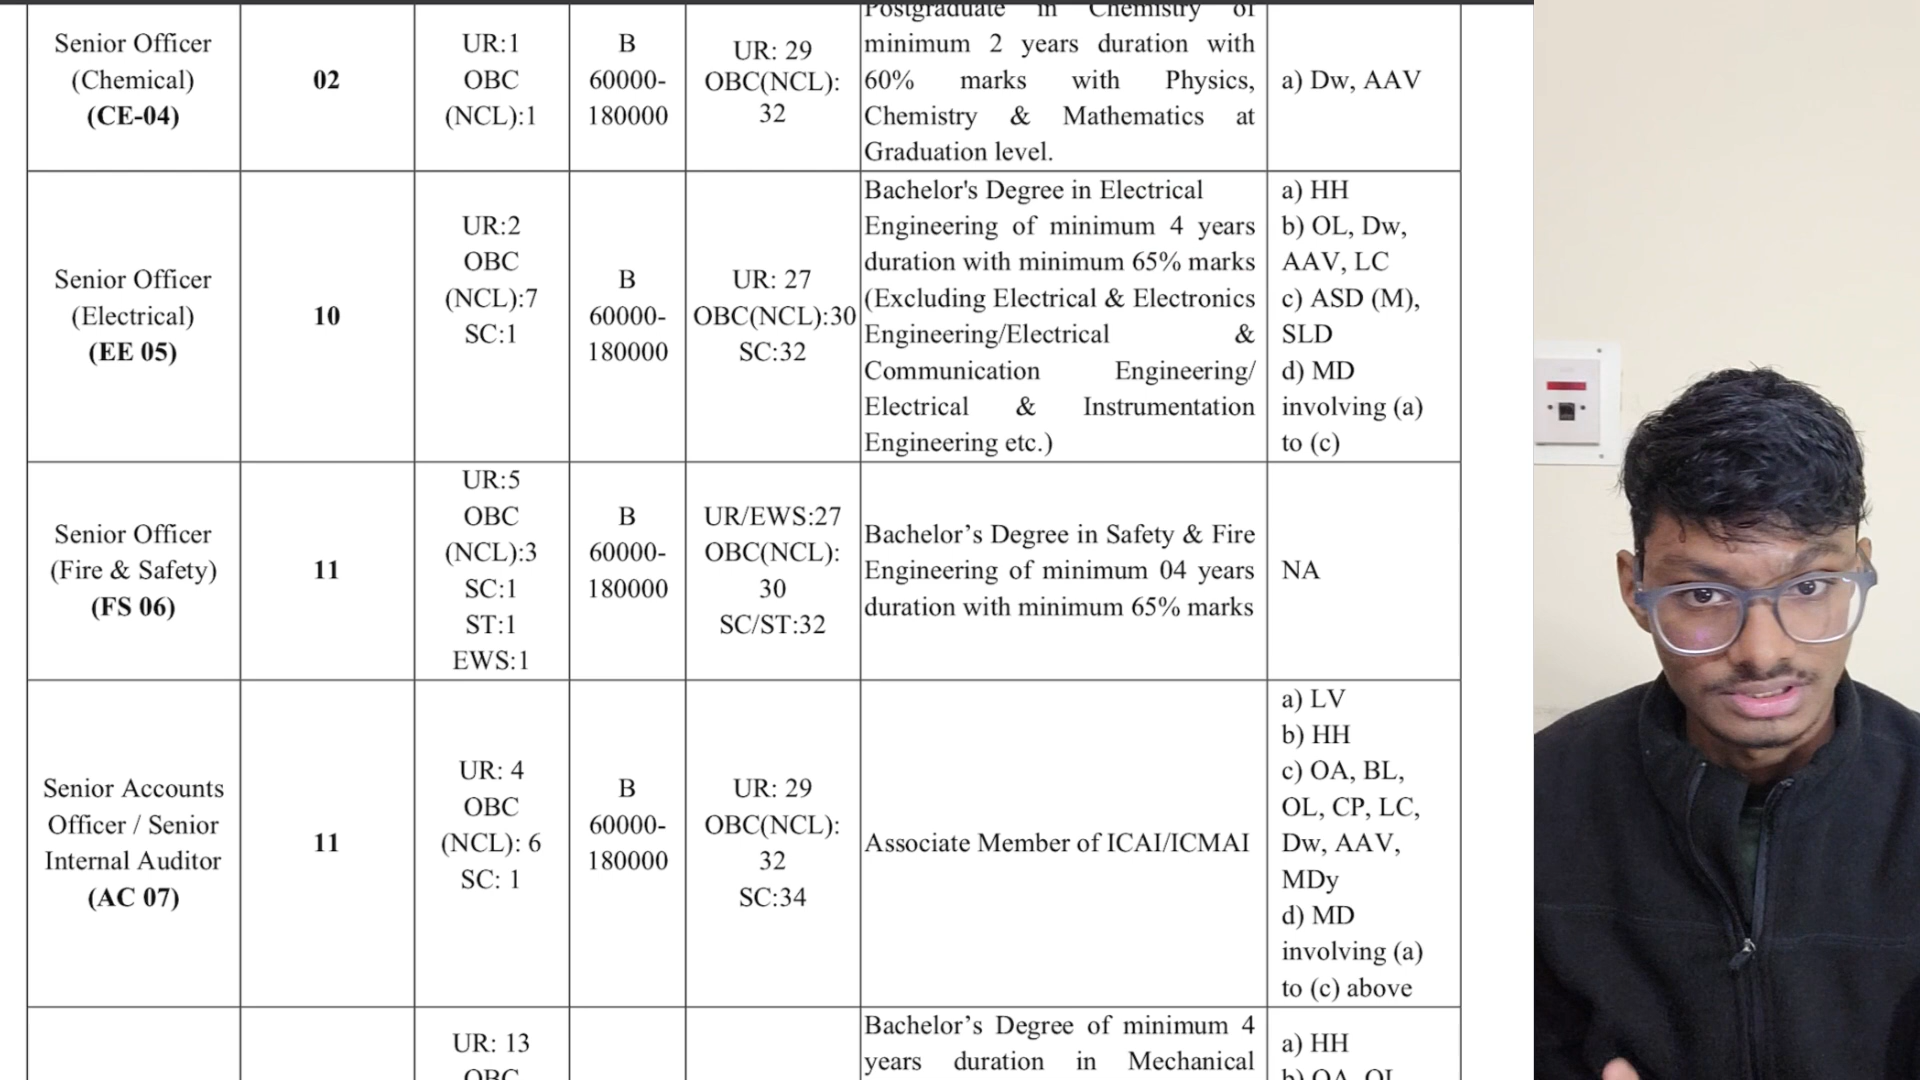 Postgraduate in Chemistry of
Senior Officer
(Chemical)
(CE-04)
02
UR:1
OBC
(NCL):1
B
60000-
180000
UR: 29
OBC(NCL):
32
minimum 2 years duration with
60% marks with Physics,
Chemistry & Mathematics at
Graduation level.
a) Dw, AAV
Senior Officer
(Electrical)
(EE 05)
10
UR:2
OBC
(NCL):7
SC:1
B
60000-
180000
UR: 27
OBC(NCL):30
SC:32
Bachelor's Degree in Electrical
Engineering of minimum 4 years
duration with minimum 65% marks
(Excluding Electrical & Electronics
Engineering/Electrical &
Communication Engineering/
Electrical & Instrumentation
Engineering etc.)
a) HH
b) OL, Dw,
AAV, LC
c) ASD (M),
SLD
d) MD
involving (a)
to (c)
Senior Officer
(Fire & Safety)
(FS 06)
11
UR:5
OBC
(NCL):3
SC:1
ST:1
EWS:1
B
60000-
180000
UR/EWS:27
OBC(NCL):
30
SC/ST:32
Bachelor’s Degree in Safety & Fire
Engineering of minimum 04 years
duration with minimum 65% marks
NA
Senior Accounts
Officer / Senior
Internal Auditor
(AC 07)
11
UR: 4
OBC
(NCL): 6
SC: 1
B
60000-
180000
UR: 29
OBC(NCL):
32
SC:34
Associate Member of ICAI/ICMAI
a) LV
b) HH
c) OA, BL,
OL, CP, LC,
Dw, AAV,
MDy
d) MD
involving (a)
to (c) above
UR: 13
OBC
Bachelor’s Degree of minimum 4
years duration in Mechanical
a) HH
b) OA, OL,